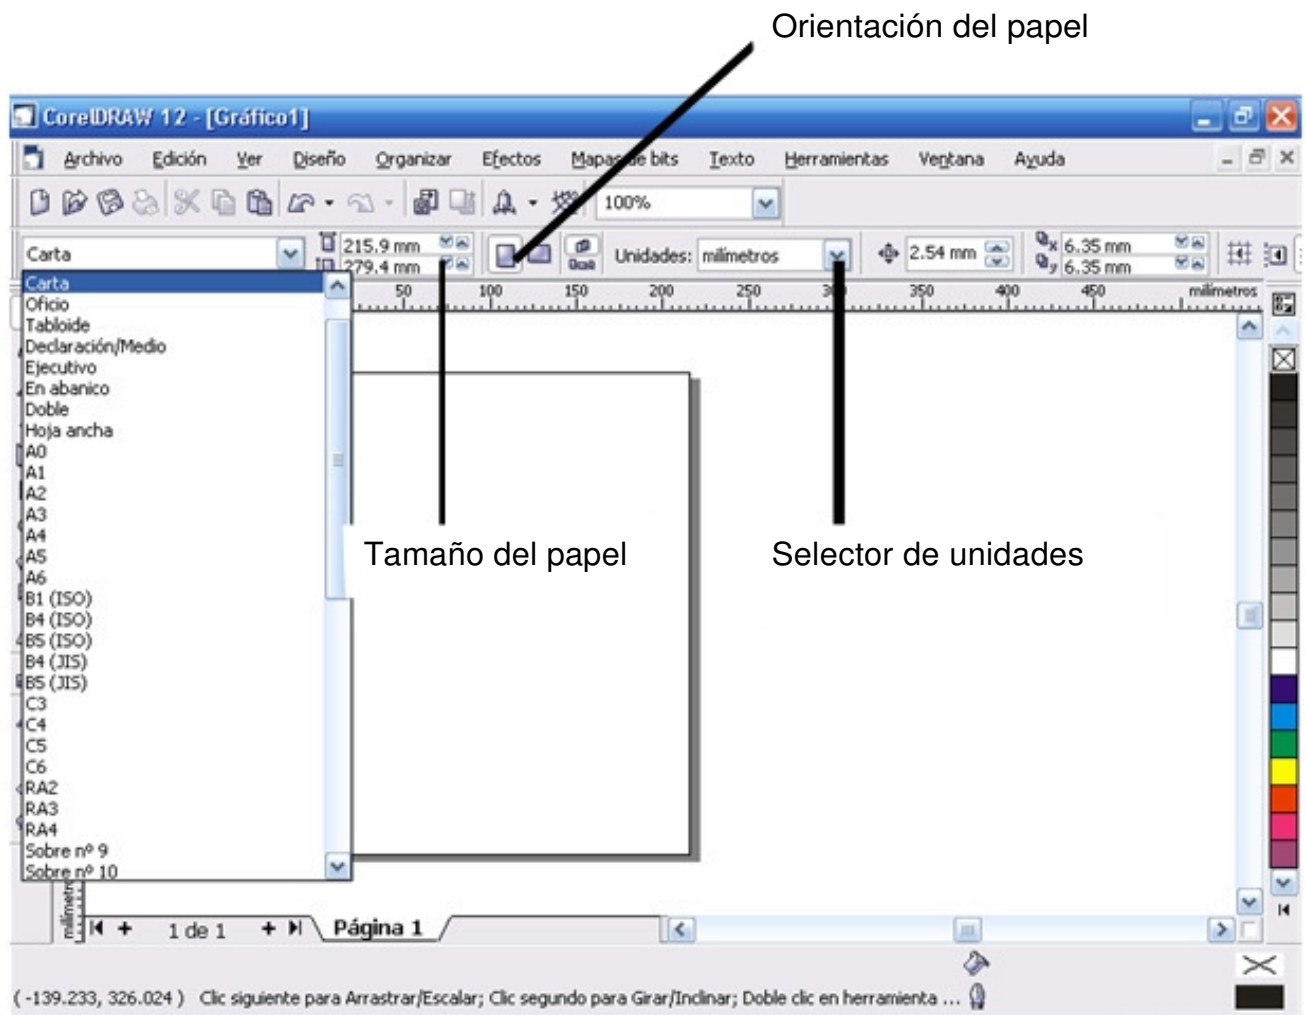 Orientación del papel
CorelDRAW 12 - [Gráfico1]
Archivo Edición Ver Diseño Organizar Efectos Mapas de bits Texto Herramientas Ventana Ayuda
100%
Carta 215.9 mm 279.4 mm Unidades: milímetros 2.54 mm x 6.35 mm y 6.35 mm
50 100 150 200 250 300 350 400 450 milímetros
Carta
Oficio
Tabloide
Declaración/Medio
Ejecutivo
En abanico
Doble
Hoja ancha
A0
A1
A2
A3
A4
A5
A6
B1 (ISO)
B4 (ISO)
B5 (ISO)
B4 (JIS)
B5 (JIS)
C3
C4
C5
C6
RA2
RA3
RA4
Sobre nº 9
Sobre nº 10
Tamaño del papel
Selector de unidades
1 de 1 Página 1
( -139.233, 326.024 ) Clic siguiente para Arrastrar/Escalar; Clic segundo para Girar/Inclinar; Doble clic en herramienta ...